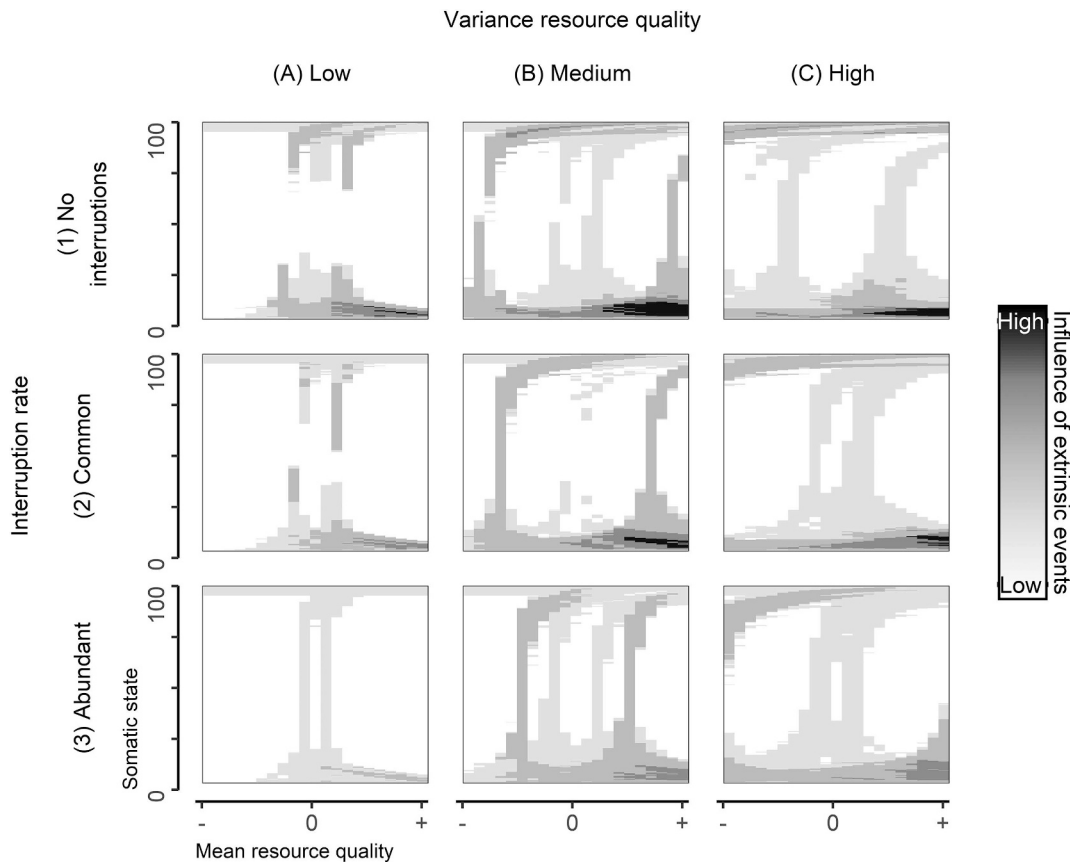 Variance resource quality
(A) Low
(B) Medium
(C) High
Interruption rate
(1) No
interruptions
100
0
(2) Common
100
0
(3) Abundant
100
0
Somatic state
- 0 +
- 0 +
- 0 +
Mean resource quality
High
Low
Influence of extrinsic events